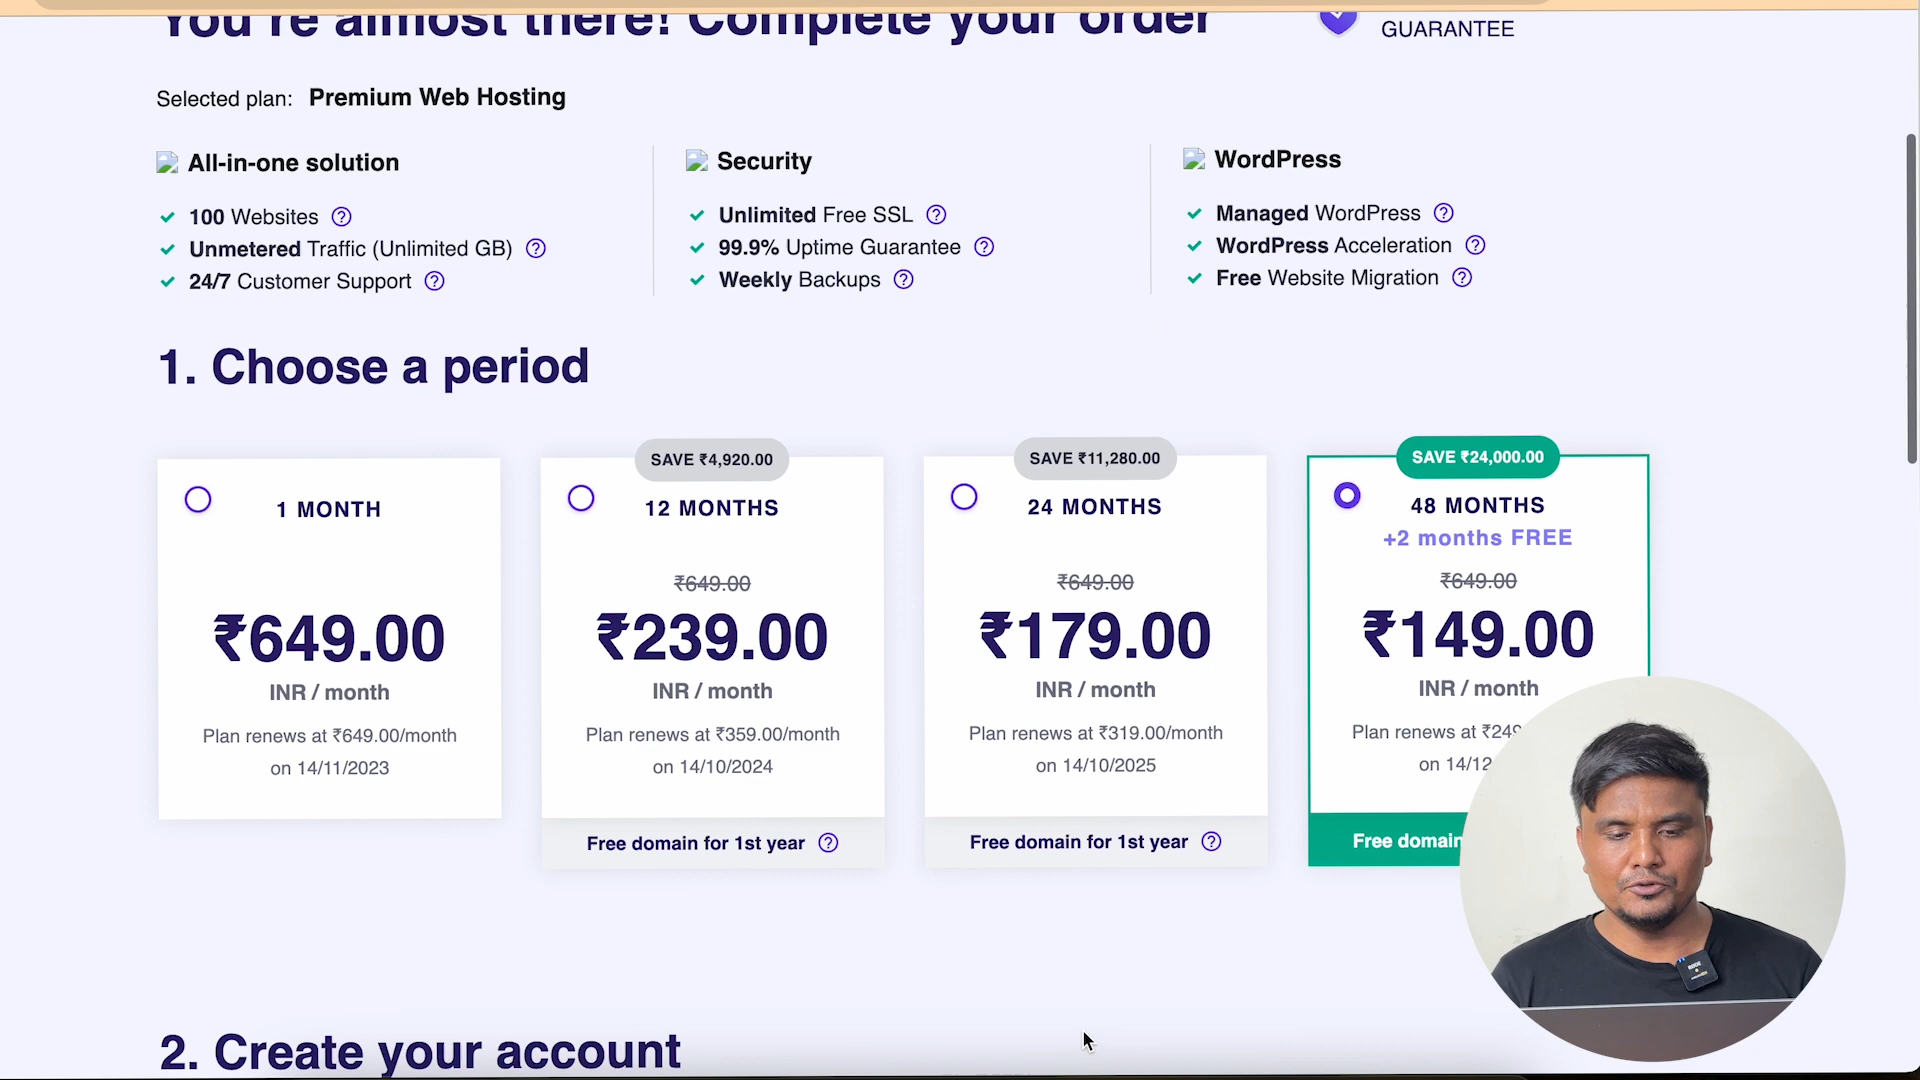 You're almost there! Complete your order
GUARANTEE
Selected plan: Premium Web Hosting
All-in-one solution
100 Websites
Unmetered Traffic (Unlimited GB)
24/7 Customer Support
Security
Unlimited Free SSL
99.9% Uptime Guarantee
Weekly Backups
WordPress
Managed WordPress
WordPress Acceleration
Free Website Migration
1. Choose a period
1 MONTH
₹649.00
INR / month
Plan renews at ₹649.00/month
on 14/11/2023
SAVE ₹4,920.00
12 MONTHS
₹649.00
₹239.00
INR / month
Plan renews at ₹359.00/month
on 14/10/2024
Free domain for 1st year
SAVE ₹11,280.00
24 MONTHS
₹649.00
₹179.00
INR / month
Plan renews at ₹319.00/month
on 14/10/2025
Free domain for 1st year
SAVE ₹24,000.00
48 MONTHS
+2 months FREE
₹649.00
₹149.00
INR / month
Plan renews at ₹249
on 14/12
Free domain
RODE
2. Create your account